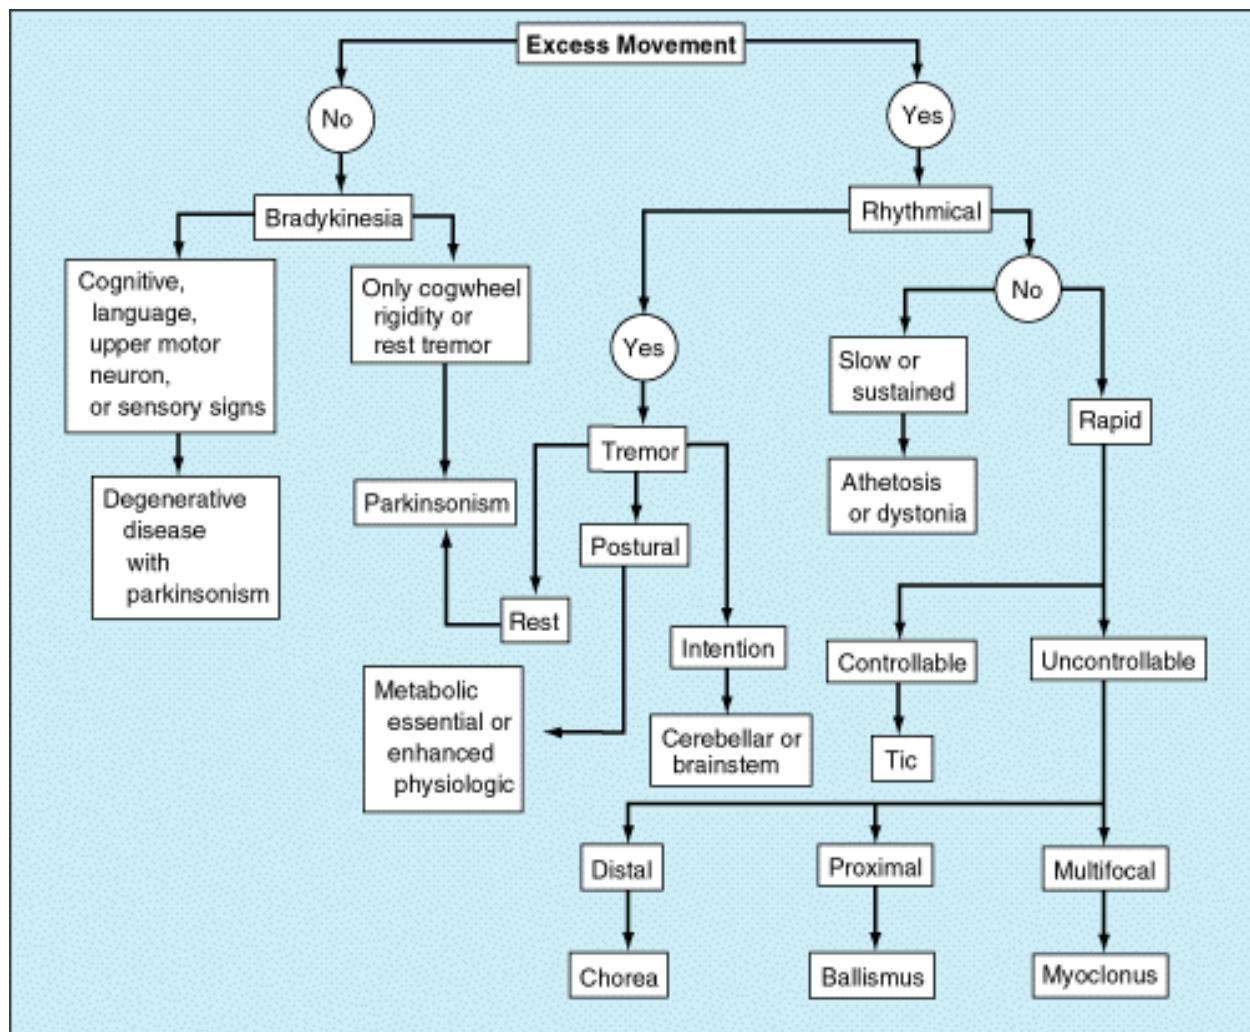 Excess Movement
No
Yes
Bradykinesia
Rhythmical
Cognitive,
language,
upper motor
neuron,
or sensory signs
Only cogwheel
rigidity or
rest tremor
Yes
No
Slow or
sustained
Rapid
Tremor
Degenerative
disease
with
parkinsonism
Parkinsonism
Postural
Athetosis
or dystonia
Rest
Intention
Controllable
Uncontrollable
Metabolic
essential or
enhanced
physiologic
Cerebellar or
brainstem
Tic
Distal
Proximal
Multifocal
Chorea
Ballismus
Myoclonus